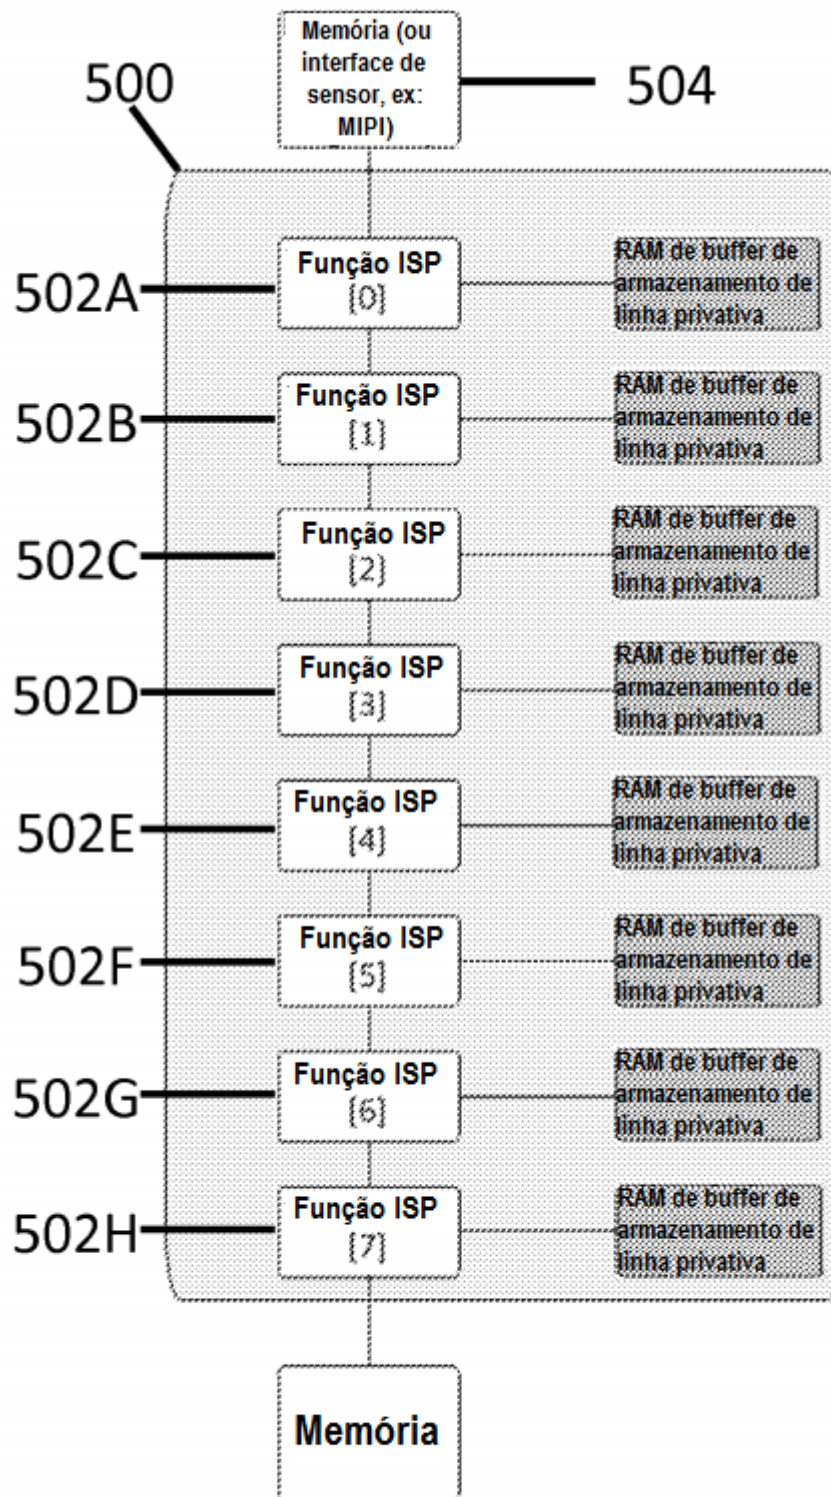 Memória (ou
interface de
sensor, ex:
MIPI)
500
504
502A
Função ISP
[0]
RAM de buffer de
armazenamento de
linha privativa
502B
Função ISP
[1]
RAM de buffer de
armazenamento de
linha privativa
502C
Função ISP
[2]
RAM de buffer de
armazenamento de
linha privativa
502D
Função ISP
[3]
RAM de buffer de
armazenamento de
linha privativa
502E
Função ISP
[4]
RAM de buffer de
armazenamento de
linha privativa
502F
Função ISP
[5]
RAM de buffer de
armazenamento de
linha privativa
502G
Função ISP
[6]
RAM de buffer de
armazenamento de
linha privativa
502H
Função ISP
[7]
RAM de buffer de
armazenamento de
linha privativa
Memória